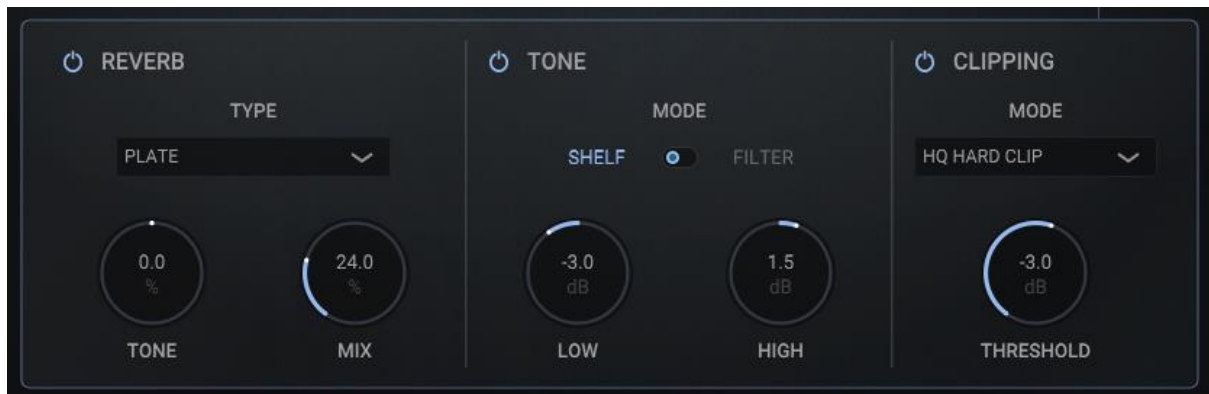 REVERB
TYPE
PLATE
0.0
%
TONE
24.0
%
MIX
TONE
MODE
SHELF FILTER
-3.0
dB
LOW
1.5
dB
HIGH
CLIPPING
MODE
HQ HARD CLIP
-3.0
dB
THRESHOLD